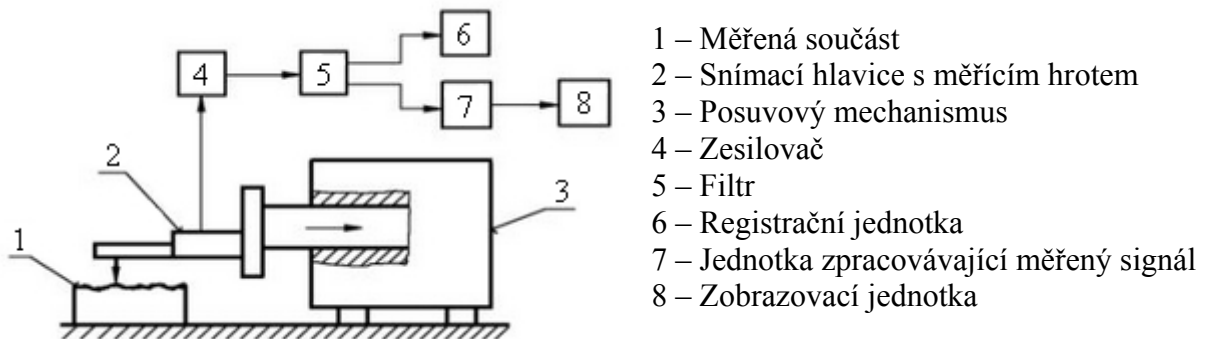 6
4
5
7
8
2
3
1
1 – Měřená součást
2 – Snímací hlavice s měřícím hrotem
3 – Posuvový mechanismus
4 – Zesilovač
5 – Filtr
6 – Registrační jednotka
7 – Jednotka zpracovávající měřený signál
8 – Zobrazovací jednotka